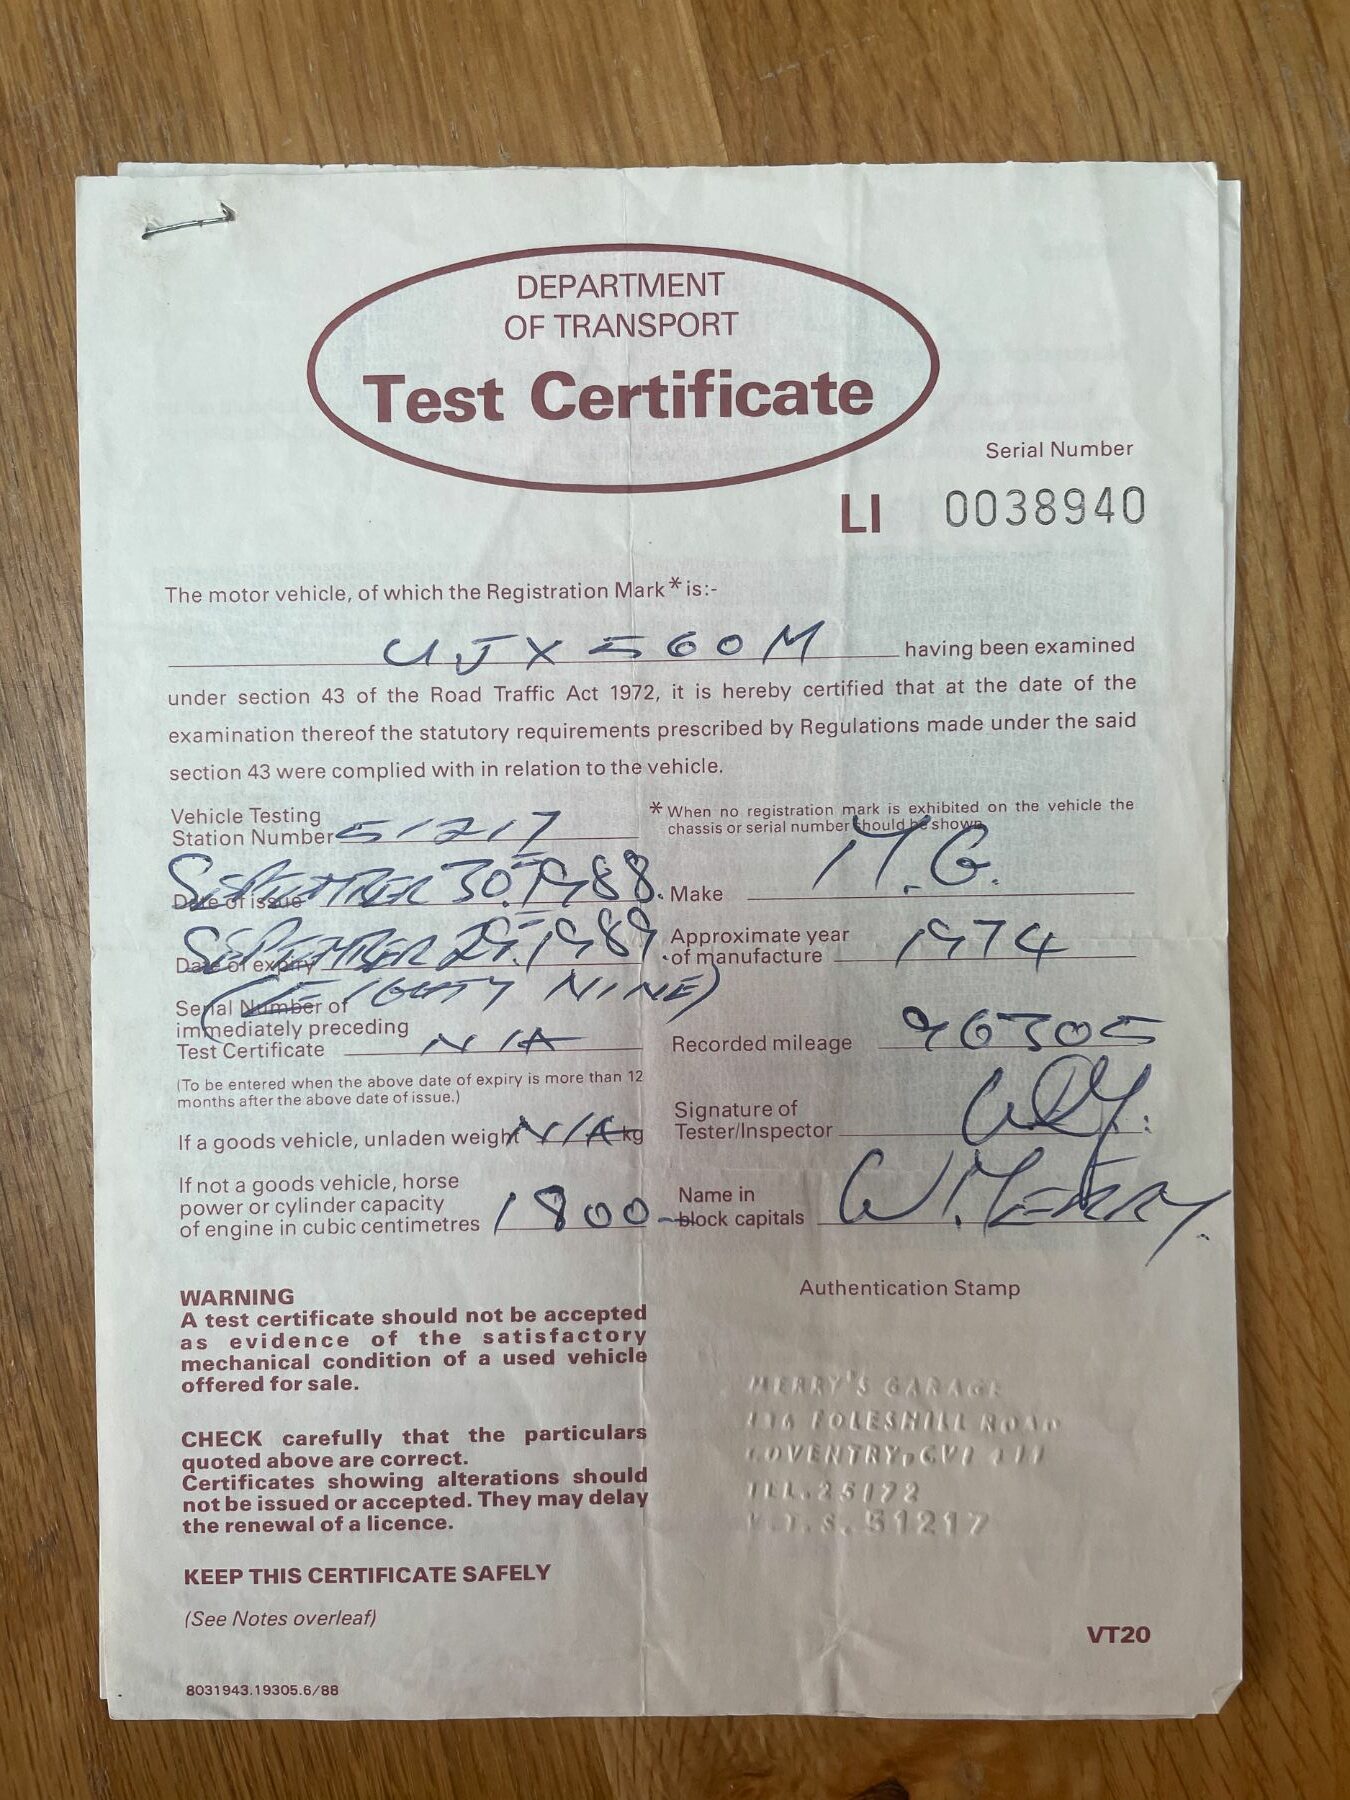 DEPARTMENT
OF TRANSPORT
Test Certificate
Serial Number
LI 0038940
The motor vehicle, of which the Registration Mark* is:-
UJX 560M having been examined
under section 43 of the Road Traffic Act 1972, it is hereby certified that at the date of the
examination thereof the statutory requirements prescribed by Regulations made under the said
section 43 were complied with in relation to the vehicle.
Vehicle Testing
Station Number 51217
* When no registration mark is exhibited on the vehicle the
chassis or serial number should be shown
Date of issue SEPTEMBER 30. 1988.
Make M.G.
Date of expiry SEPTEMBER 29. 1989.
(EIGHTY NINE)
Approximate year
of manufacture 1974
Serial Number of
immediately preceding
Test Certificate N/A
Recorded mileage 96305
(To be entered when the above date of expiry is more than 12
months after the above date of issue.)
Signature of
Tester/Inspector
If a goods vehicle, unladen weight N/A kg
If not a goods vehicle, horse
power or cylinder capacity
of engine in cubic centimetres 1800
Name in
block capitals W. MERRY.
WARNING
A test certificate should not be accepted
as evidence of the satisfactory
mechanical condition of a used vehicle
offered for sale.
CHECK carefully that the particulars
quoted above are correct.
Certificates showing alterations should
not be issued or accepted. They may delay
the renewal of a licence.
KEEP THIS CERTIFICATE SAFELY
(See Notes overleaf)
8031943.19305.6/88
Authentication Stamp
MERRY'S GARAGE
FOLESHILL ROAD
COVENTRY,
TEL. 25172
V.T.S. 51217
VT20